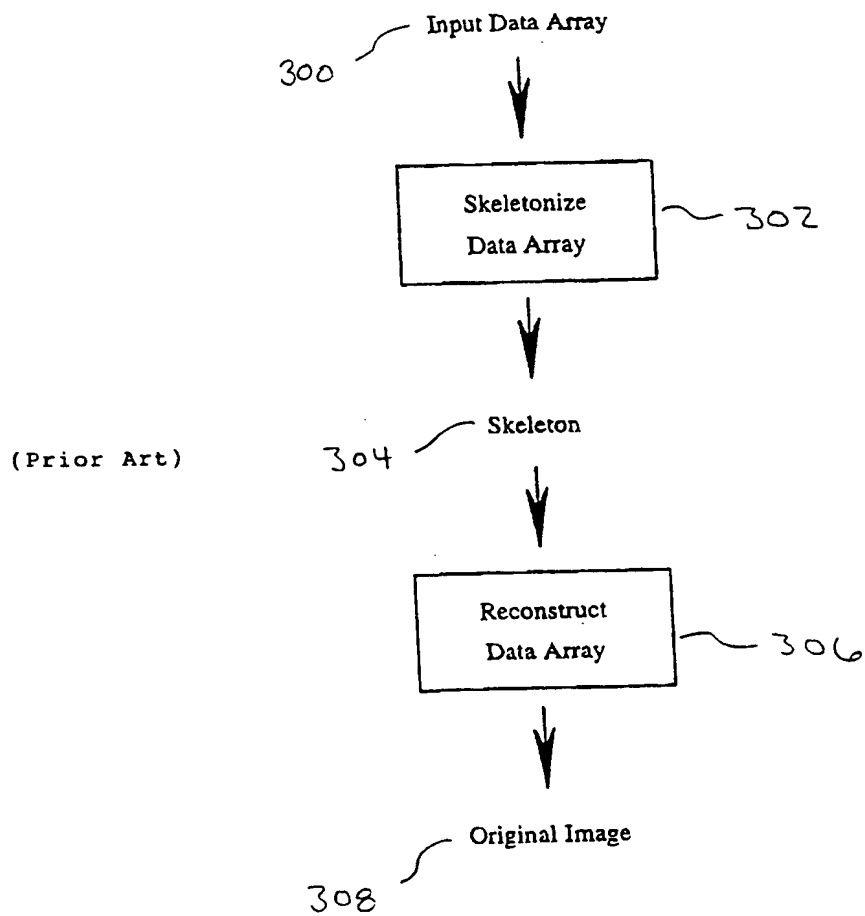 Input Data Array
300
Skeletonize
Data Array
302
Skeleton
(Prior Art)
304
Reconstruct
Data Array
306
Original Image
308